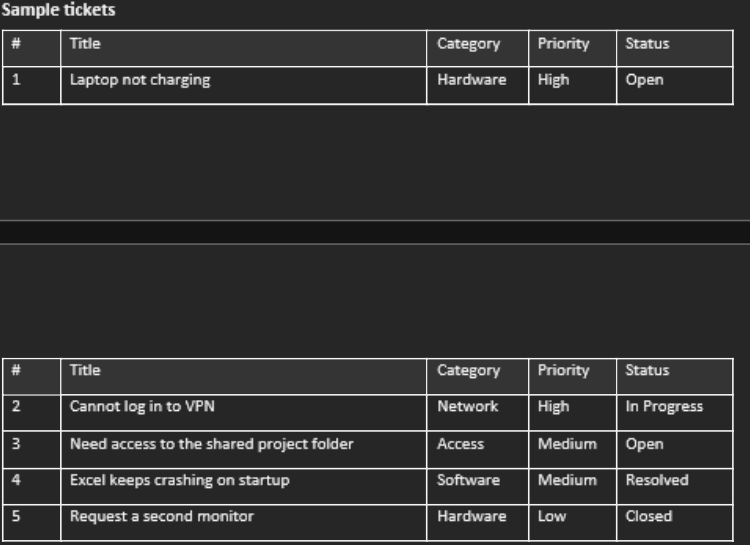 Sample tickets
# Title Category Priority Status
1 Laptop not charging Hardware High Open
# Title Category Priority Status
2 Cannot log in to VPN Network High In Progress
3 Need access to the shared project folder Access Medium Open
4 Excel keeps crashing on startup Software Medium Resolved
5 Request a second monitor Hardware Low Closed